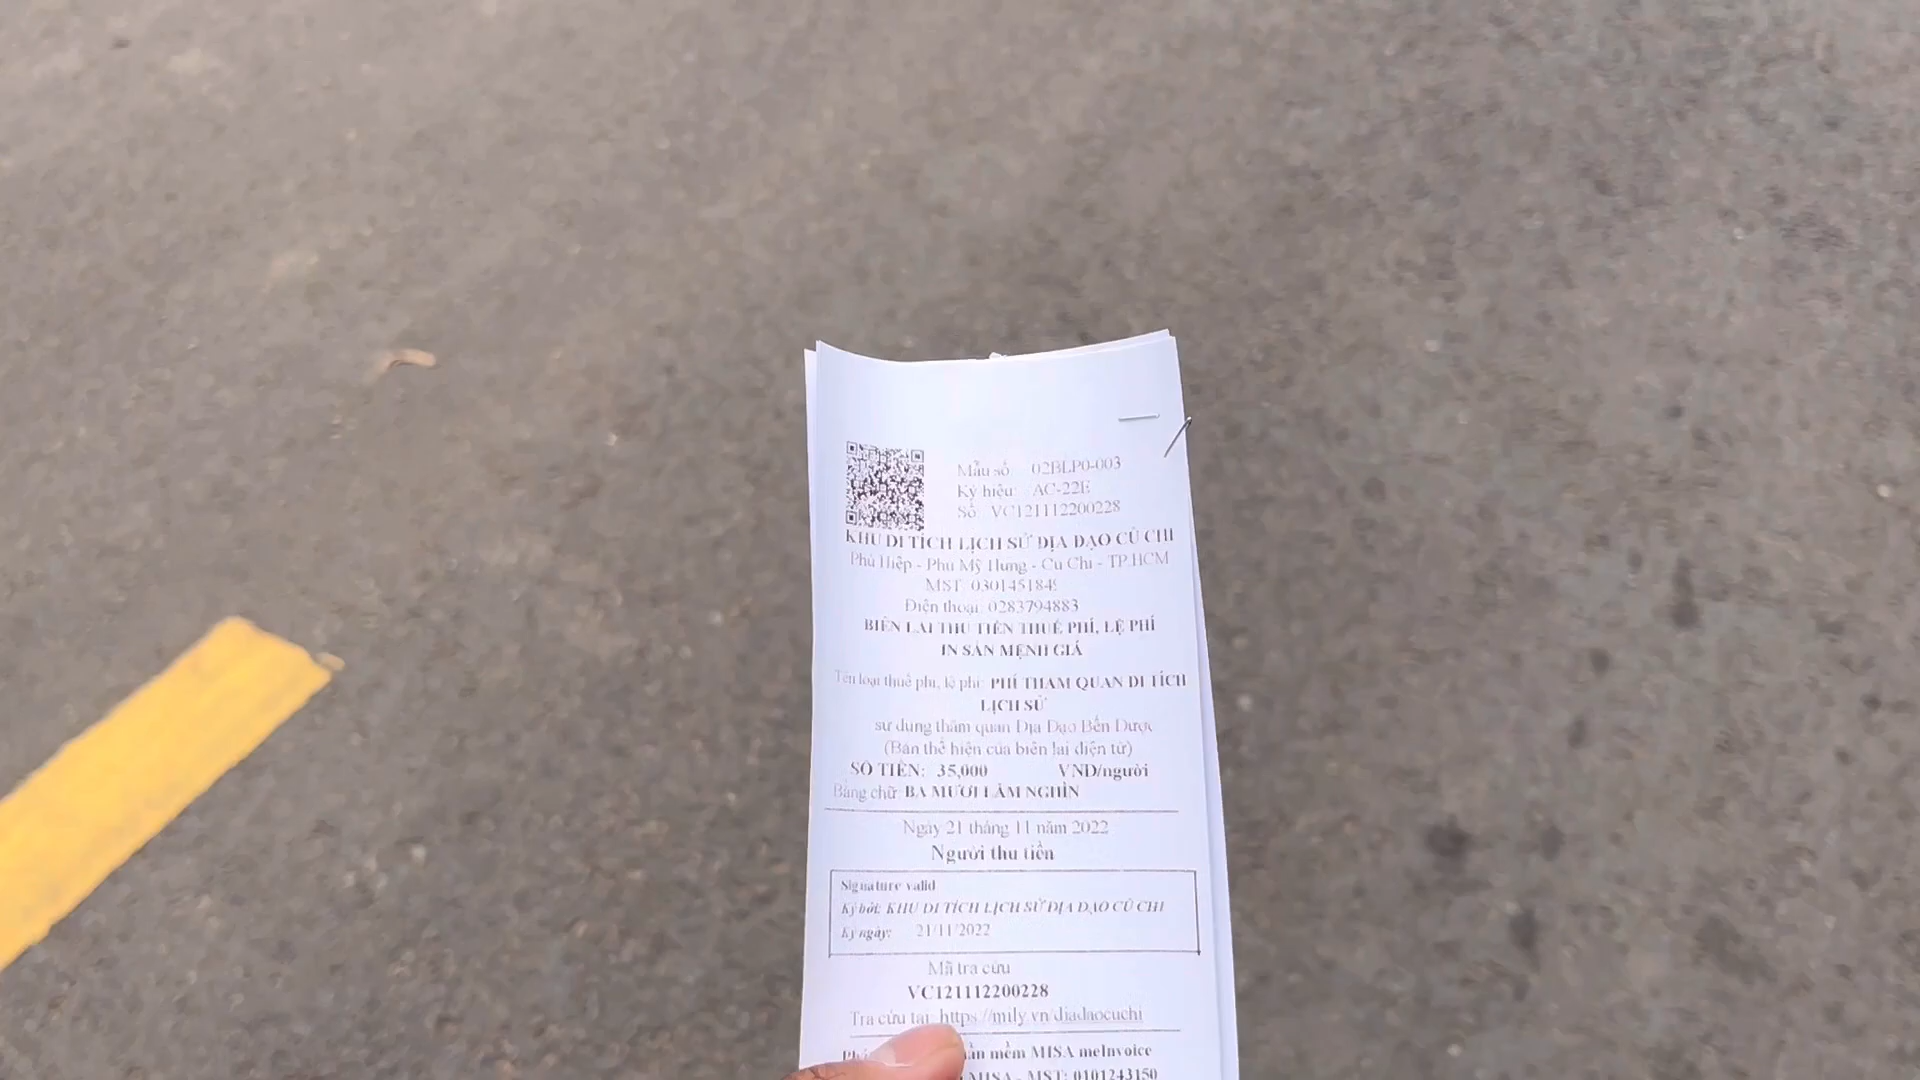 Mẫu số: 02BLP0-003
Ký hiệu: AC-22E
Số: VC121112200228
KHU DI TÍCH LỊCH SỬ ĐỊA ĐẠO CỦ CHI
Phú Hiệp - Phú Mỹ Hưng - Củ Chi - TP.HCM
MST: 0301451849
Điện thoại: 0283794883
BIÊN LAI THU TIỀN THUẾ PHÍ, LỆ PHÍ
IN SẴN MỆNH GIÁ
Tên loại thuế phí, lệ phí: PHÍ THAM QUAN DI TÍCH
LỊCH SỬ
sử dụng thăm quan Địa Đạo Bến Dược
(Bản thể hiện của biên lai điện tử)
SỐ TIỀN: 35,000 VNĐ/người
Bằng chữ: BA MƯƠI LĂM NGHÌN
Ngày 21 tháng 11 năm 2022
Người thu tiền
Signature valid
Ký bởi: KHU DI TÍCH LỊCH SỬ ĐỊA ĐẠO CỦ CHI
Ký ngày: 21/11/2022
Mã tra cứu
VC121112200228
Tra cứu tại: https://mily.vn/diadaocuchi
mềm MISA meInvoice
MISA - MST: 0101243150